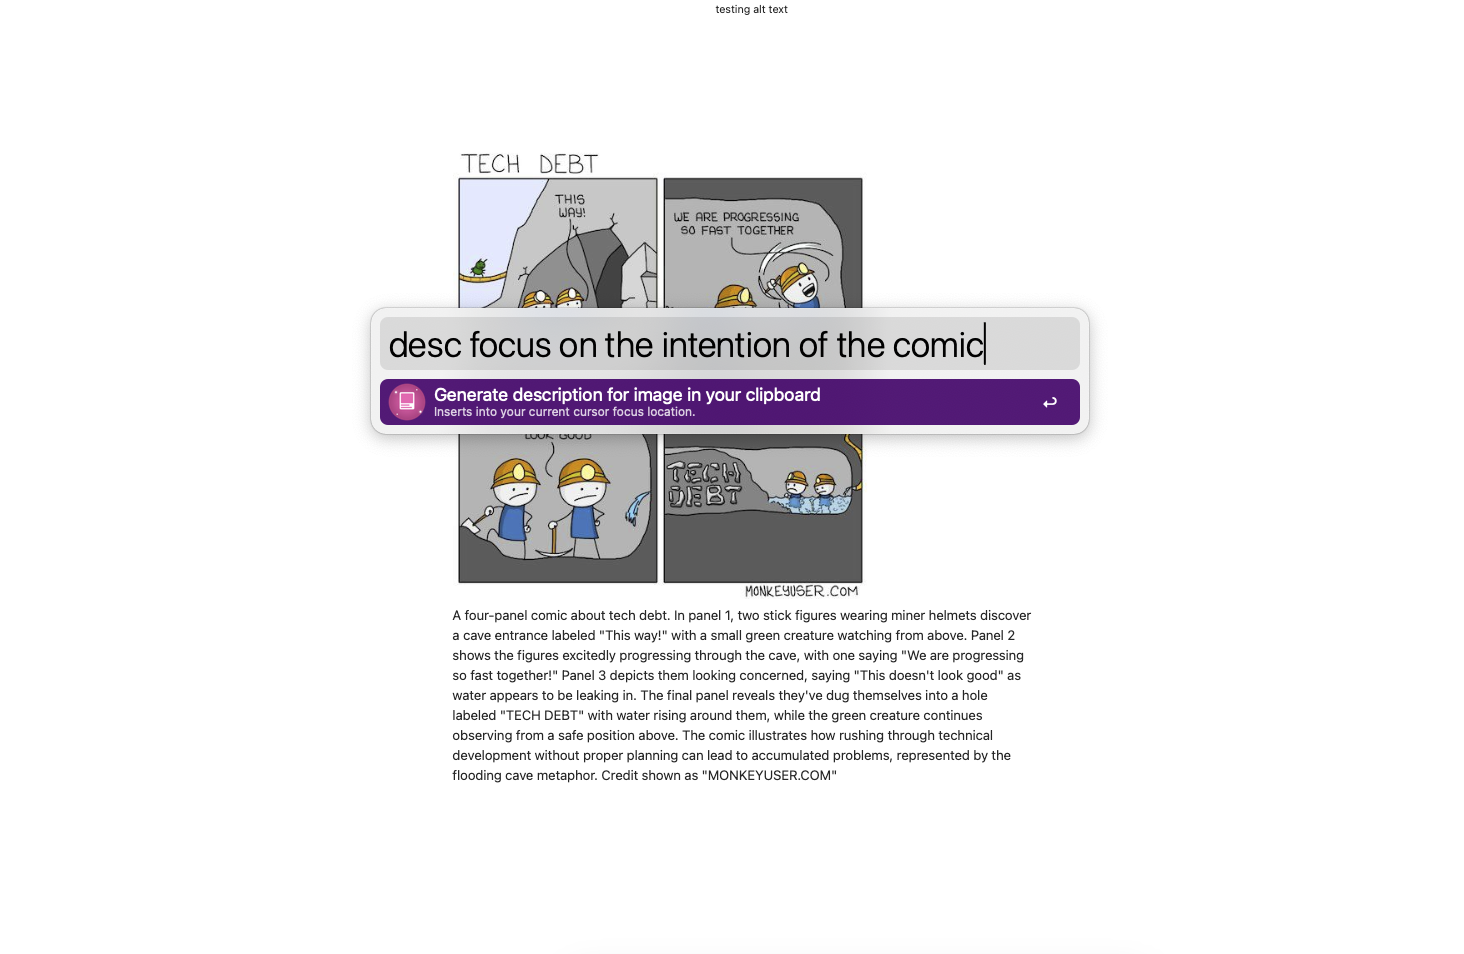 testing alt text
TECH DEBT
THIS
WAY!
WE ARE PROGRESSING
SO FAST TOGETHER
desc focus on the intention of the comic
Generate description for image in your clipboard
Inserts into your current cursor focus location.
LOOK GOOD
TECH
DEBT
MONKEYUSER.COM
A four-panel comic about tech debt. In panel 1, two stick figures wearing miner helmets discover
a cave entrance labeled "This way!" with a small green creature watching from above. Panel 2
shows the figures excitedly progressing through the cave, with one saying "We are progressing
so fast together!" Panel 3 depicts them looking concerned, saying "This doesn't look good" as
water appears to be leaking in. The final panel reveals they've dug themselves into a hole
labeled "TECH DEBT" with water rising around them, while the green creature continues
observing from a safe position above. The comic illustrates how rushing through technical
development without proper planning can lead to accumulated problems, represented by the
flooding cave metaphor. Credit shown as "MONKEYUSER.COM"